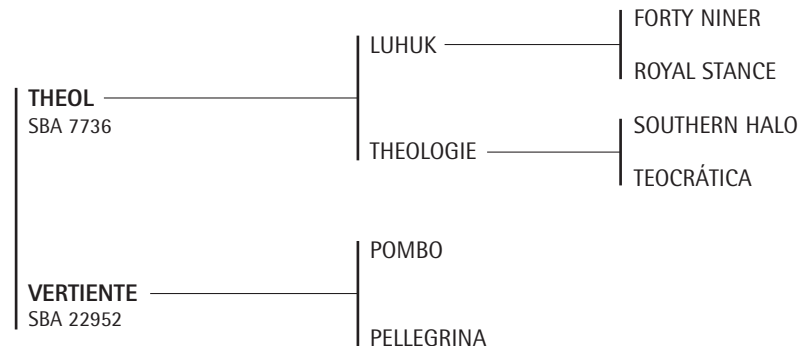 FORTY NINER
LUHUK
ROYAL STANCE
THEOL
SBA 7736
SOUTHERN HALO
THEOLOGIE
TEOCRÁTICA
POMBO
VERTIENTE
SBA 22952
PELLEGRINA